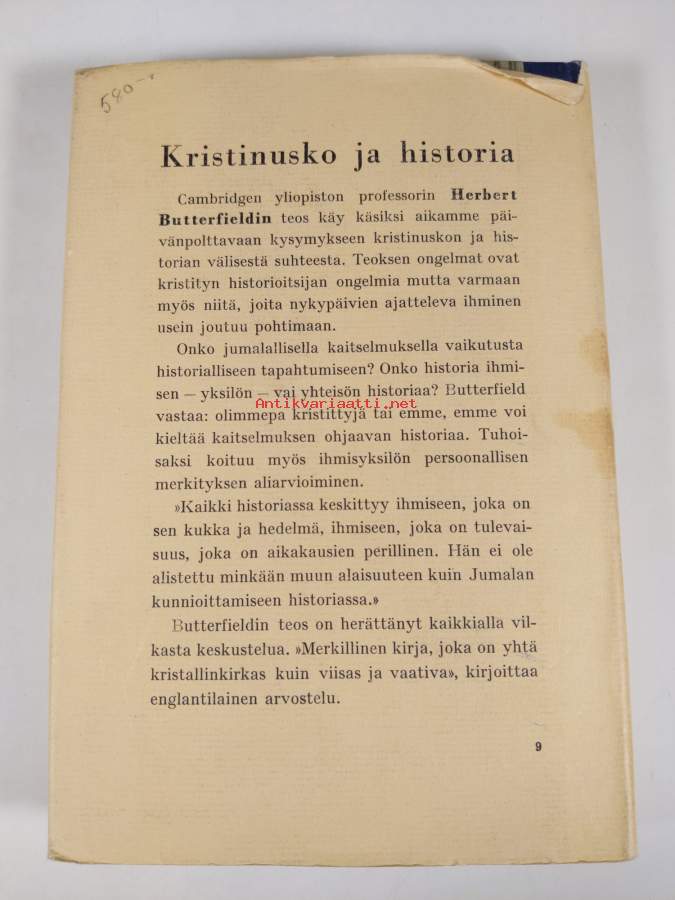 580-,
Kristinusko ja historia
Cambridgen yliopiston professorin Herbert
Butterfieldin teos käy käsiksi aikamme päi-
vänpolttavaan kysymykseen kristinuskon ja his-
torian välisestä suhteesta. Teoksen ongelmat ovat
kristityn historioitsijan ongelmia mutta varmaan
myös niitä, joita nykypäivien ajatteleva ihminen
usein joutuu pohtimaan.
Onko jumalallisella kaitselmuksella vaikutusta
historialliseen tapahtumiseen? Onko historia ihmi-
sen — yksilön — vai yhteisön historiaa? Butterfield
Antikvariaatti.net
vastaa: olimmepa kristittyjä tai emme, emme voi
kieltää kaitselmuksen ohjaavan historiaa. Tuhoi-
saksi koituu myös ihmisyksilön persoonallisen
merkityksen aliarvioiminen.
»Kaikki historiassa keskittyy ihmiseen, joka on
sen kukka ja hedelmä, ihmiseen, joka on tulevai-
suus, joka on aikakausien perillinen. Hän ei ole
alistettu minkään muun alaisuuteen kuin Jumalan
kunnioittamiseen historiassa.»
Butterfieldin teos on herättänyt kaikkialla vil-
kasta keskustelua. »Merkillinen kirja, joka on yhtä
kristallinkirkas kuin viisas ja vaativa», kirjoittaa
englantilainen arvostelu.
9